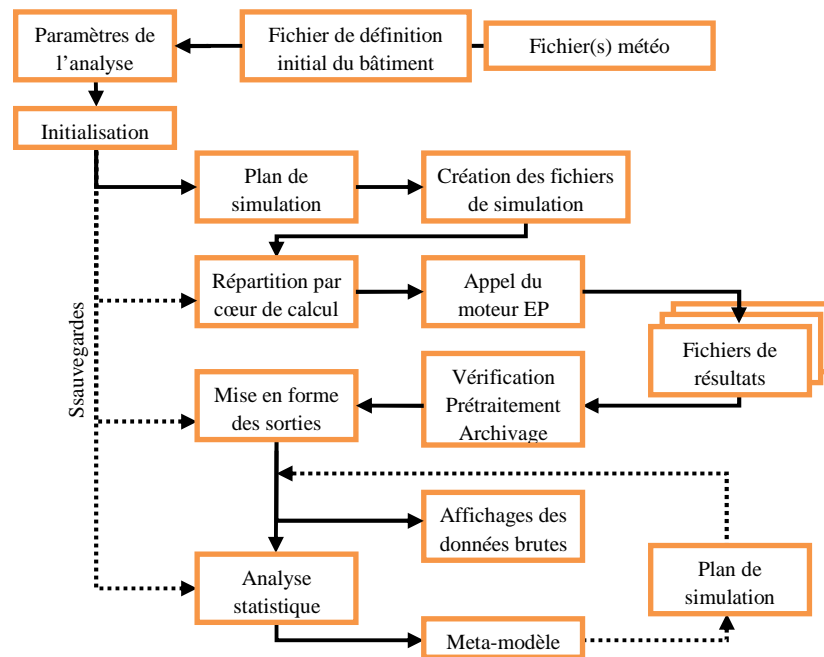 Paramètres de
l'analyse
Fichier de définition
initial du bâtiment
Fichier(s) météo
Initialisation
Plan de
simulation
Création des fichiers
de simulation
Répartition par
cœur de calcul
Appel du
moteur EP
Fichiers de
résultats
Ssauvegardes
Mise en forme
des sorties
Vérification
Prétraitement
Archivage
Affichages des
données brutes
Plan de
simulation
Analyse
statistique
Meta-modèle